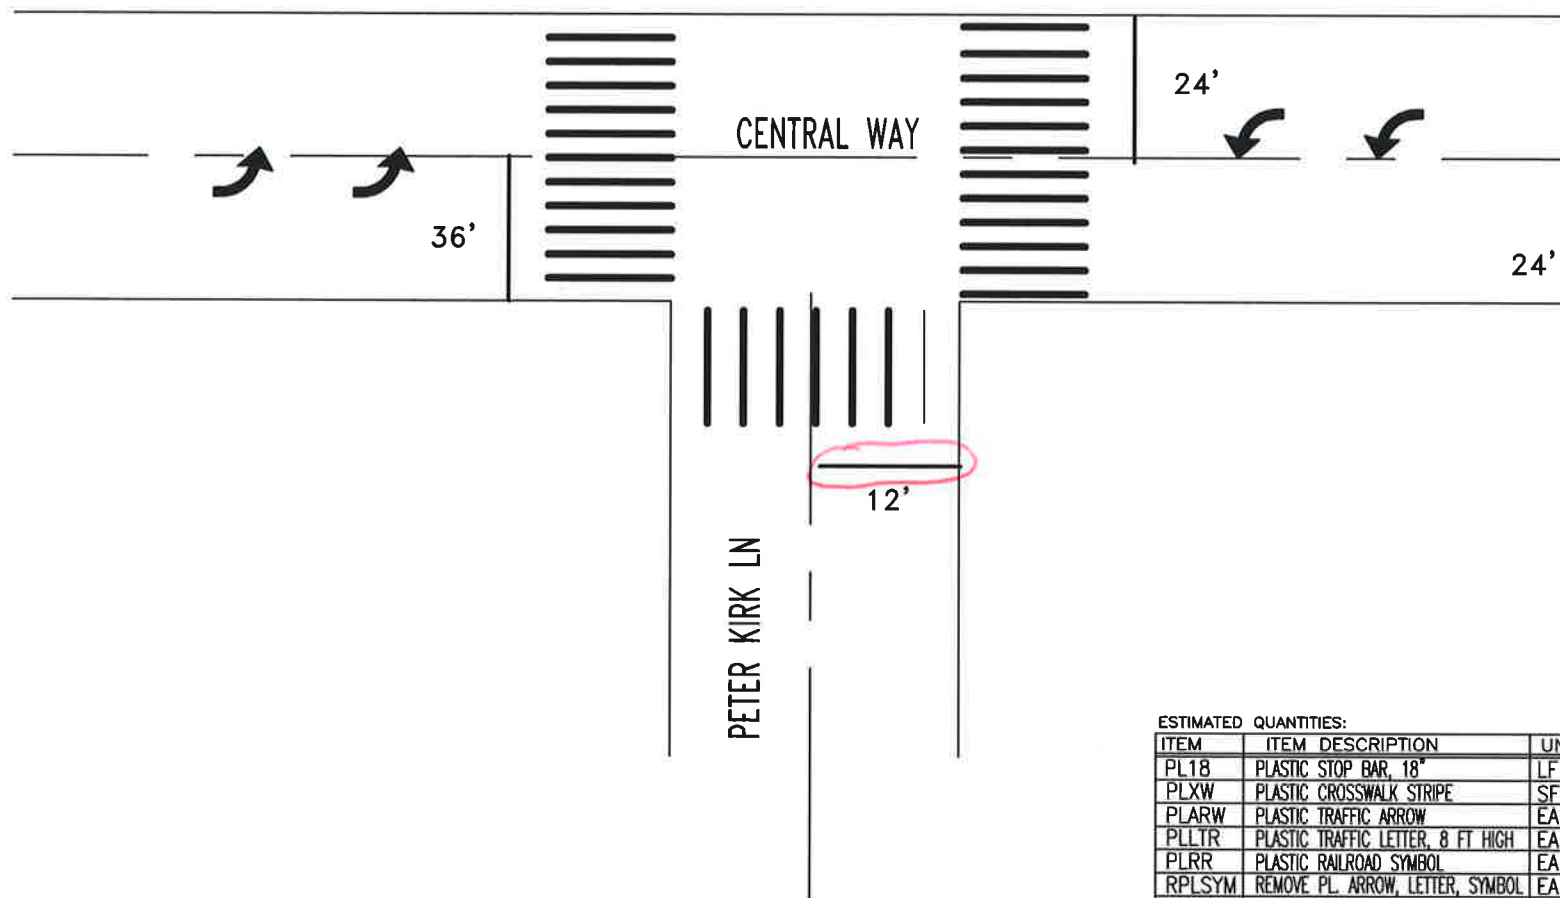 24'
CENTRAL WAY
36'
24'
12'
PETER KIRK LN
ESTIMATED QUANTITIES:
ITEM ITEM DESCRIPTION
PL18 PLASTIC STOP BAR, 18" LF
PLXW PLASTIC CROSSWALK STRIPE SF
PLARW PLASTIC TRAFFIC ARROW EA
PLLTR PLASTIC TRAFFIC LETTER, 8 FT HIGH EA
PLRR PLASTIC RAILROAD SYMBOL EA
RPLSYM REMOVE PL. ARROW, LETTER, SYMBOL EA